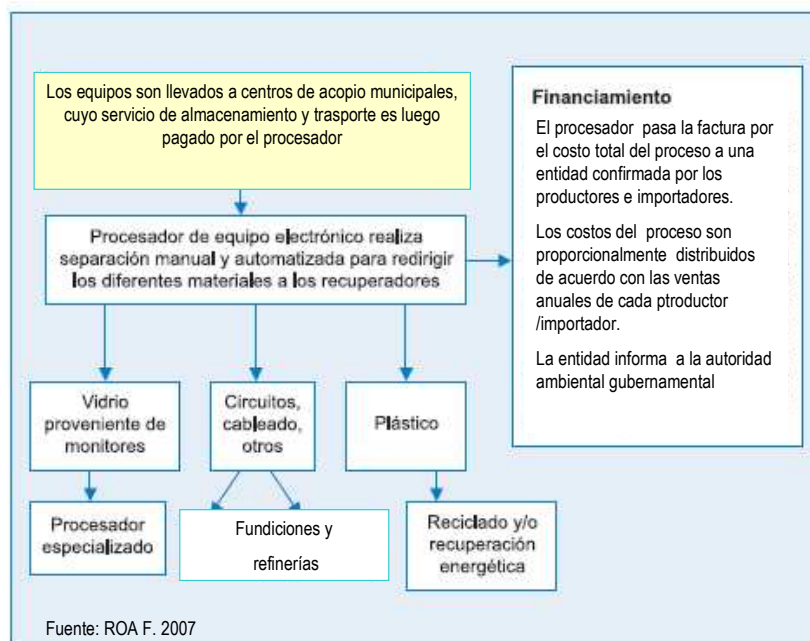 Los equipos son llevados a centros de acopio municipales,
cuyo servicio de almacenamiento y trasporte es luego
pagado por el procesador
Procesador de equipo electrónico realiza
separación manual y automatizada para redirigir
los diferentes materiales a los recuperadores
Vidrio
proveniente de
monitores
Circuitos,
cableado,
otros
Plástico
Procesador
especializado
Fundiciones y
refinerías
Reciclado y/o
recuperación
energética
Financiamiento
El procesador pasa la factura por
el costo total del proceso a una
entidad confirmada por los
productores e importadores.
Los costos del proceso son
proporcionalmente distribuidos
de acuerdo con las ventas
anuales de cada ptroductor
/importador.
La entidad informa a la autoridad
ambiental gubernamental
Fuente: ROA F. 2007